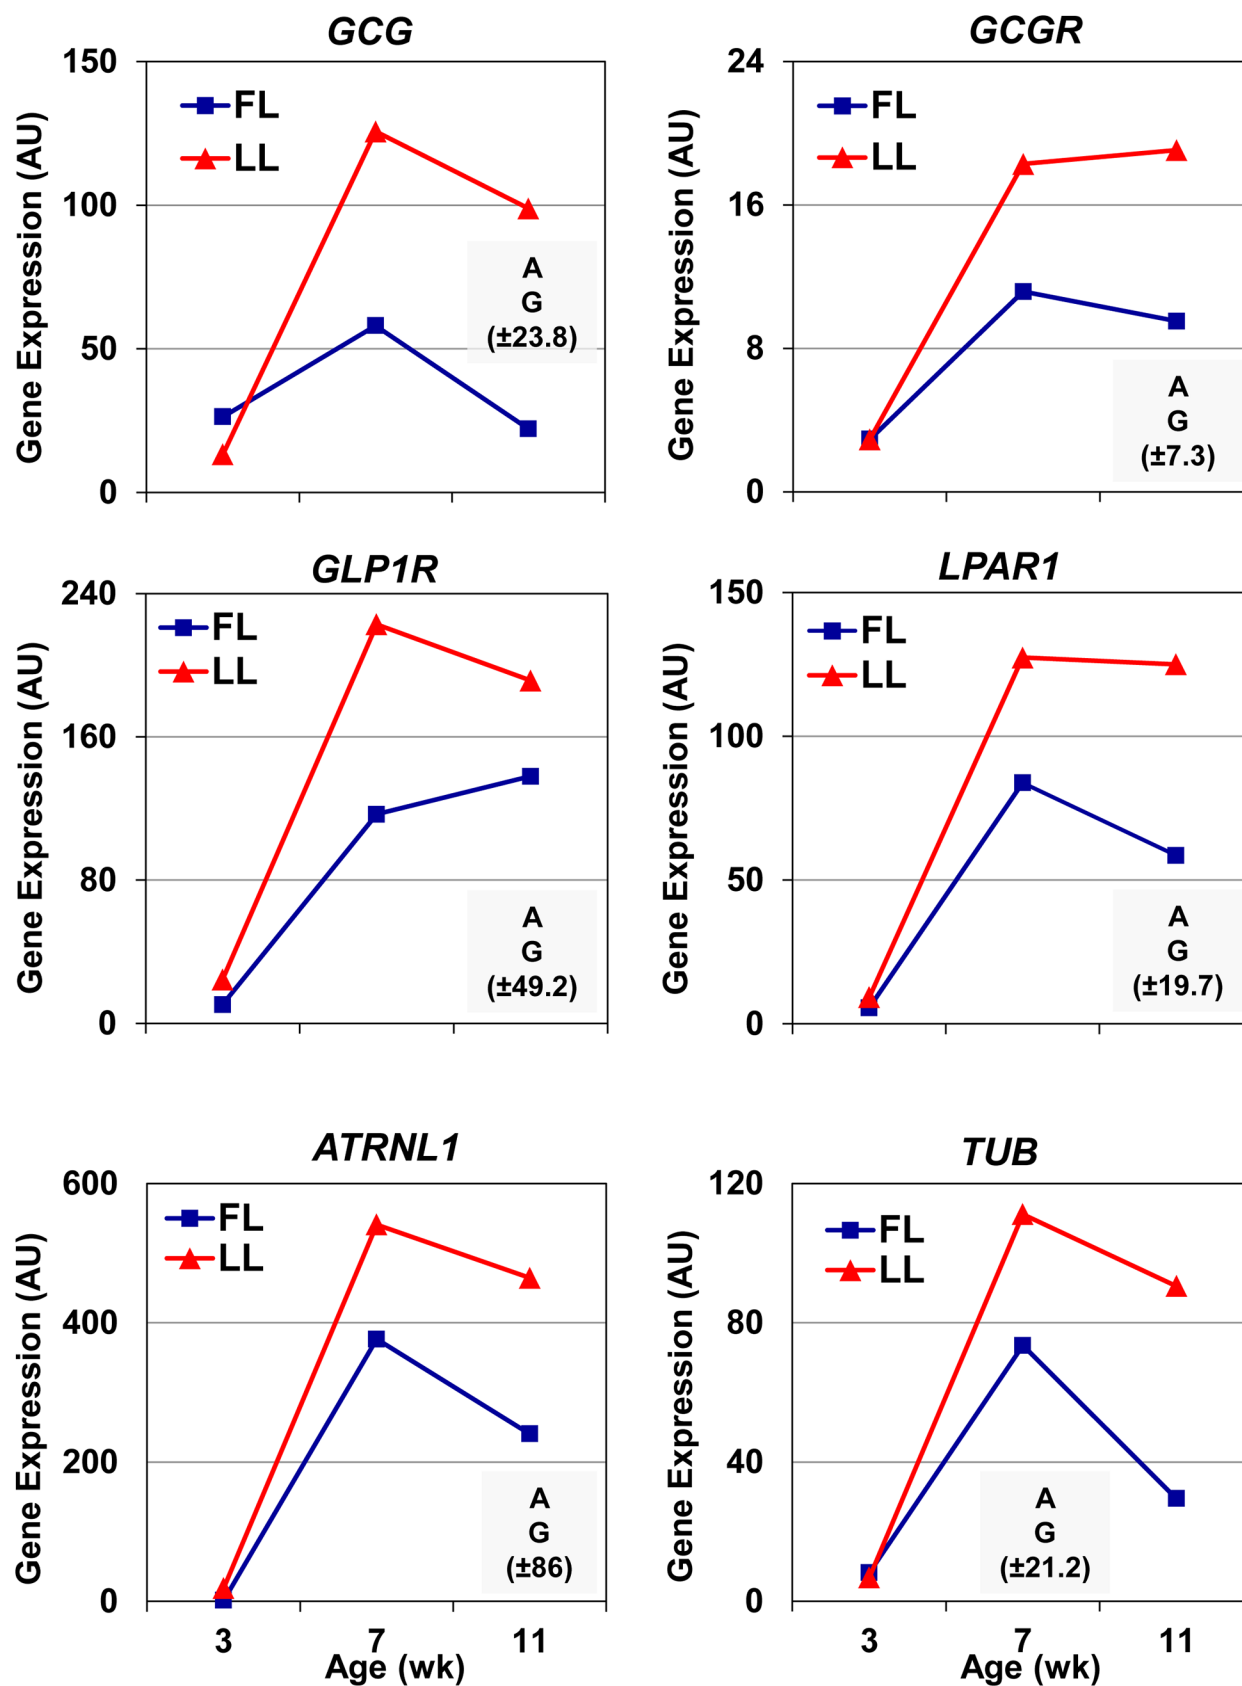 GCG
Gene Expression (AU)
150
100
50
0
FL
LL
A
G
(±23.8)
GCGR
Gene Expression (AU)
24
16
8
0
FL
LL
A
G
(±7.3)
GLP1R
Gene Expression (AU)
240
160
80
0
FL
LL
A
G
(±49.2)
LPAR1
Gene Expression (AU)
150
100
50
0
FL
LL
A
G
(±19.7)
ATRNL1
Gene Expression (AU)
600
400
200
0
FL
LL
A
G
(±86)
3 7 11
Age (wk)
TUB
Gene Expression (AU)
120
80
40
0
FL
LL
A
G
(±21.2)
3 7 11
Age (wk)